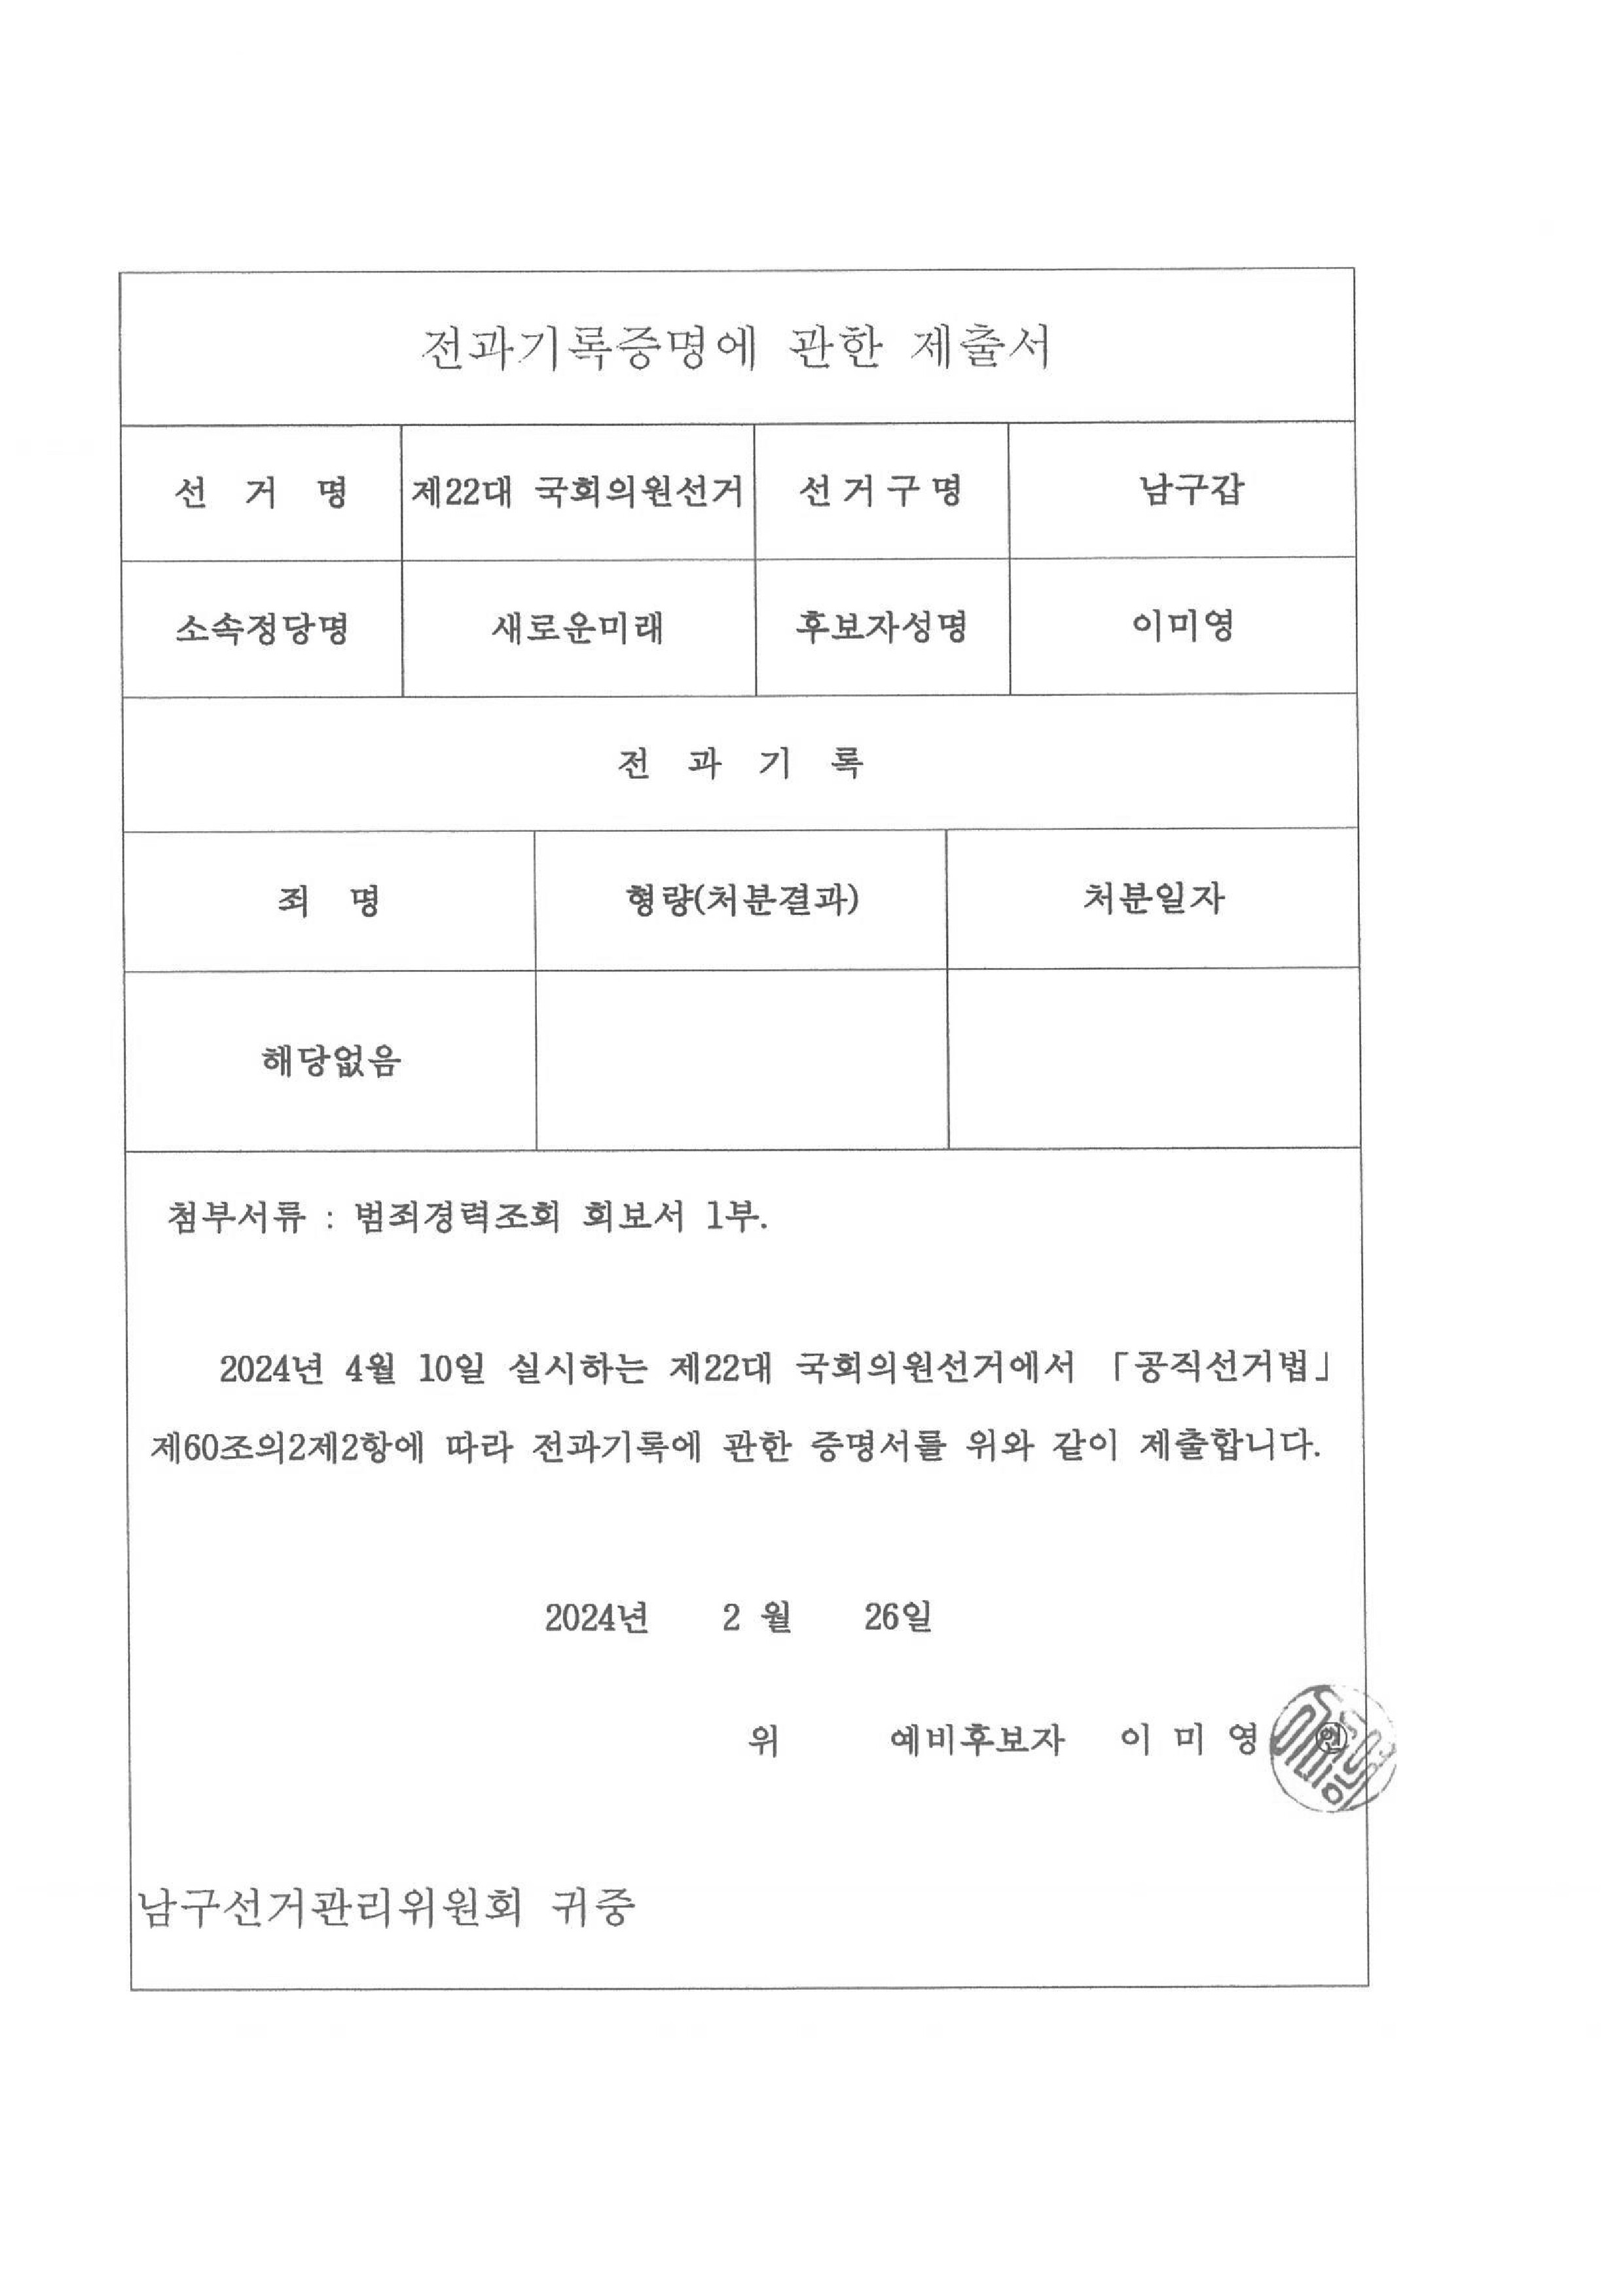 전과기록증명에 관한 제출서
선 거 명 제22대 국회의원선거 선거구명 남구갑
소속정당명 새로운미래 후보자성명 이미영
전 과 기 록
죄 명 형량(처분결과) 처분일자
해당없음
첨부서류 : 범죄경력조회 회보서 1부.
2024년 4월 10일 실시하는 제22대 국회의원선거에서 「공직선거법」
제60조의2제2항에 따라 전과기록에 관한 증명서를 위와 같이 제출합니다.
2024년 2 월 26일
위 예비후보자 이 미 영 ㊞
남구선거관리위원회 귀중